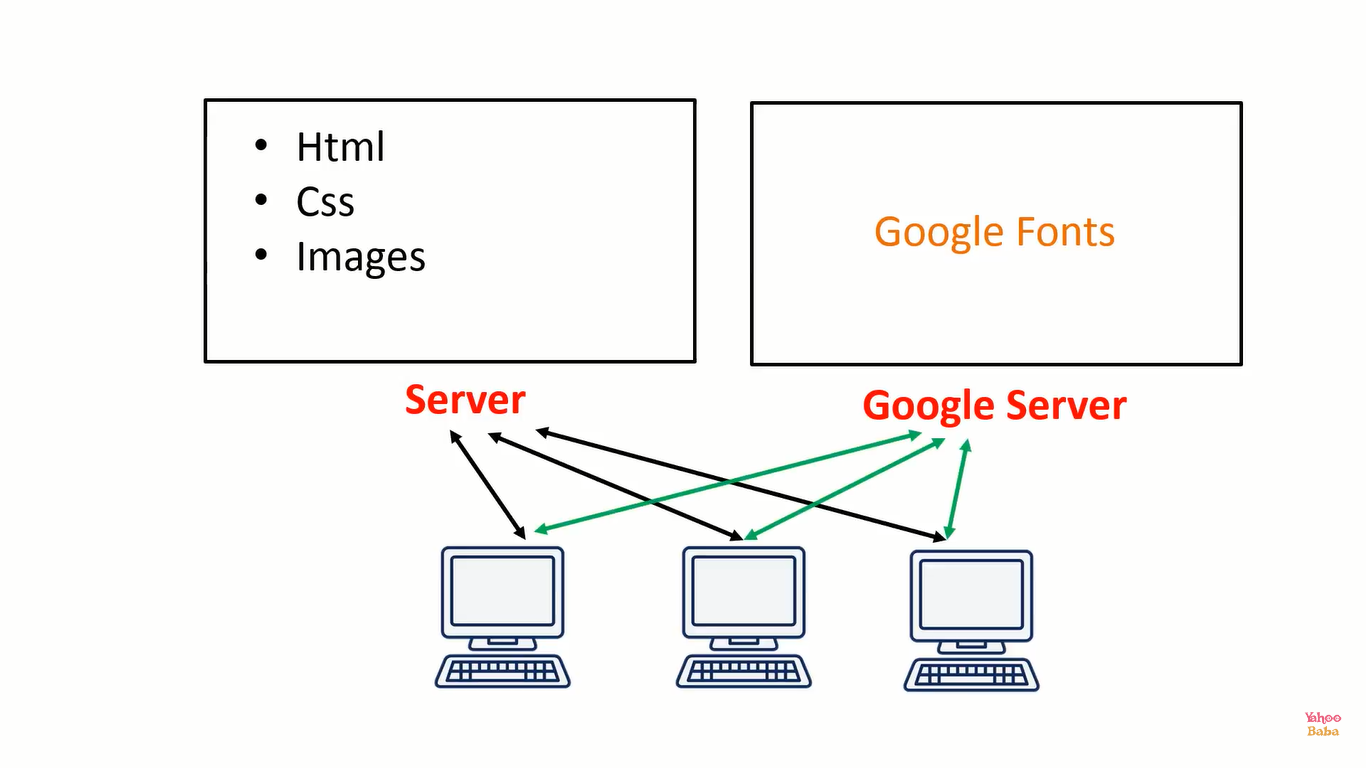 • Html
• Css
• Images
Google Fonts
Server
Google Server
Yahoo
Baba